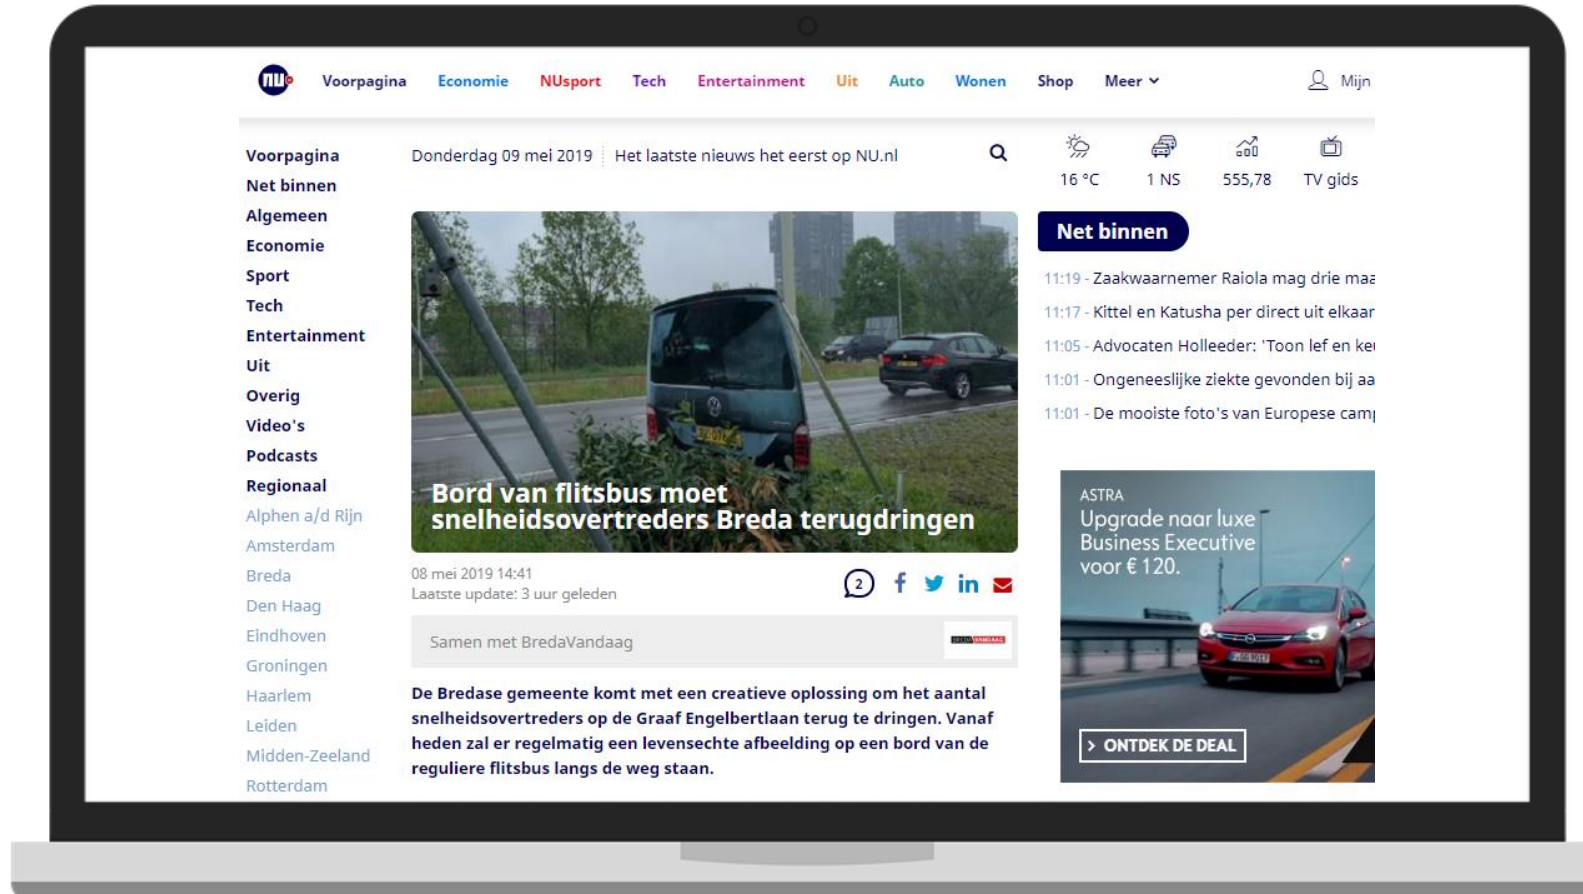 nu
Voorpagina Economie NUsport Tech Entertainment Uit Auto Wonen Shop Meer Mijn
Voorpagina
Net binnen
Algemeen
Economie
Sport
Tech
Entertainment
Uit
Overig
Video's
Podcasts
Regionaal
Alphen a/d Rijn
Amsterdam
Breda
Den Haag
Eindhoven
Groningen
Haarlem
Leiden
Midden-Zeeland
Rotterdam
Donderdag 09 mei 2019 Het laatste nieuws het eerst op NU.nl
16 °C 1 NS 555,78 TV gids
Bord van flitsbus moet
snelheidsovertreders Breda terugdringen
08 mei 2019 14:41
Laatste update: 3 uur geleden
2 f in
Samen met BredaVandaag
BREDA VANDAAG
De Bredase gemeente komt met een creatieve oplossing om het aantal
snelheidsovertreders op de Graaf Engelbertlaan terug te dringen. Vanaf
heden zal er regelmatig een levensechte afbeelding op een bord van de
reguliere flitsbus langs de weg staan.
Net binnen
11:19 - Zaakwaarnemer Raiola mag drie maa
11:17 - Kittel en Katusha per direct uit elkaar
11:05 - Advocaten Holleeder: 'Toon lef en ke
11:01 - Ongeneeslijke ziekte gevonden bij aa
11:01 - De mooiste foto's van Europese camp
ASTRA
Upgrade naar luxe
Business Executive
voor € 120.
> ONTDEK DE DEAL